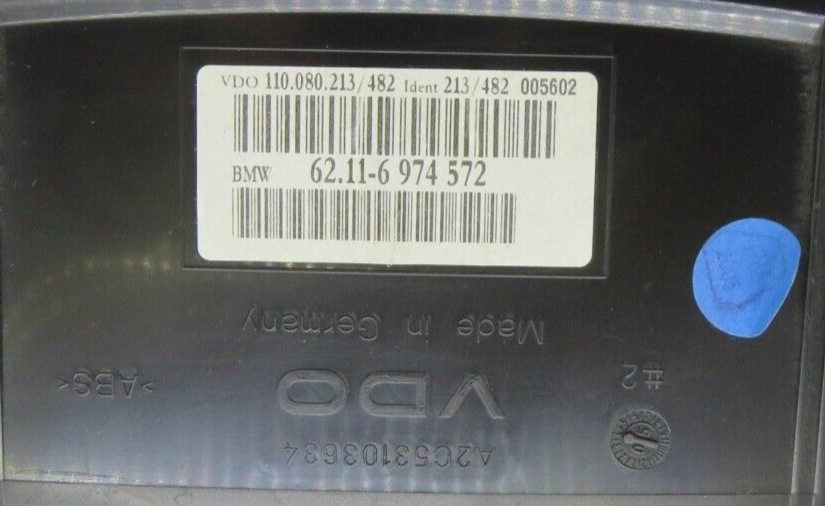 VDO 110.080.213/482 Ident 213/482 005602
BMW 62.11-6 974 572
Made in Germany
#2
VDO
>ABS<
A2C53103634